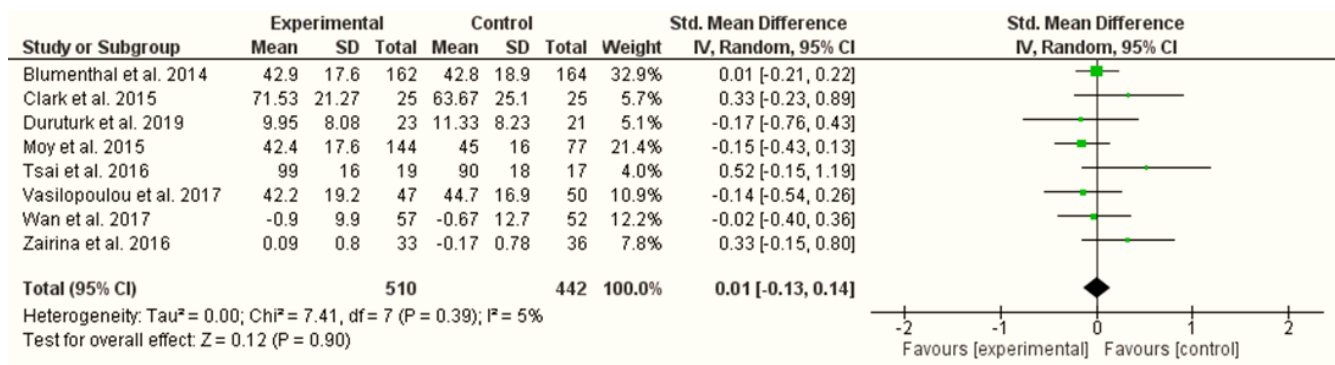 Experimental Control Std. Mean Difference Std. Mean Difference
Study or Subgroup Mean SD Total Mean SD Total Weight IV, Random, 95% CI IV, Random, 95% CI
Blumenthal et al. 2014 42.9 17.6 162 42.8 18.9 164 32.9% 0.01 [-0.21, 0.22]
Clark et al. 2015 71.53 21.27 25 63.67 25.1 25 5.7% 0.33 [-0.23, 0.89]
Duruturk et al. 2019 9.95 8.08 23 11.33 8.23 21 5.1% -0.17 [-0.76, 0.43]
Moy et al. 2015 42.4 17.6 144 45 16 77 21.4% -0.15 [-0.43, 0.13]
Tsai et al. 2016 99 16 19 90 18 17 4.0% 0.52 [-0.15, 1.19]
Vasilopoulou et al. 2017 42.2 19.2 47 44.7 16.9 50 10.9% -0.14 [-0.54, 0.26]
Wan et al. 2017 -0.9 9.9 57 -0.67 12.7 52 12.2% -0.02 [-0.40, 0.36]
Zairina et al. 2016 0.09 0.8 33 -0.17 0.78 36 7.8% 0.33 [-0.15, 0.80]
Total (95% CI) 510 442 100.0% 0.01 [-0.13, 0.14]
Heterogeneity: Tau² = 0.00; Chi² = 7.41, df = 7 (P = 0.39); I² = 5%
Test for overall effect: Z = 0.12 (P = 0.90)
-2 -1 0 1 2
Favours [experimental] Favours [control]